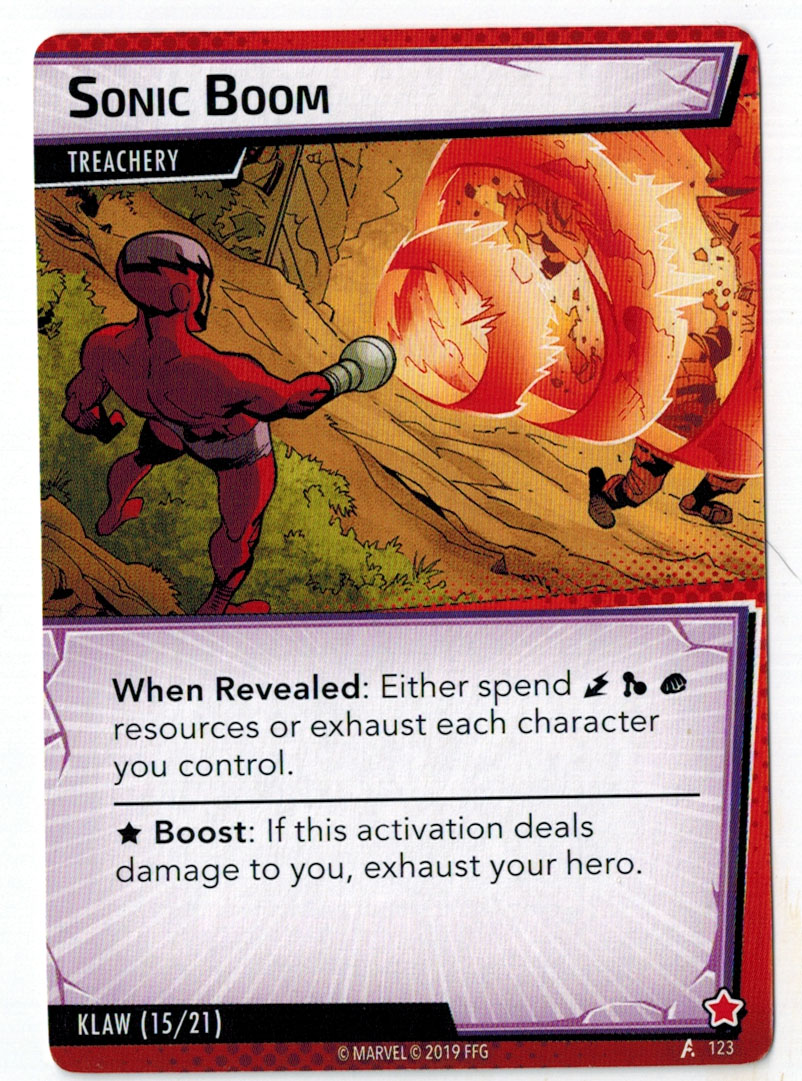 Sonic Boom
TREACHERY
When Revealed: Either spend
resources or exhaust each character
you control.
★ Boost: If this activation deals
damage to you, exhaust your hero.
KLAW (15/21)
© MARVEL © 2019 FFG
123